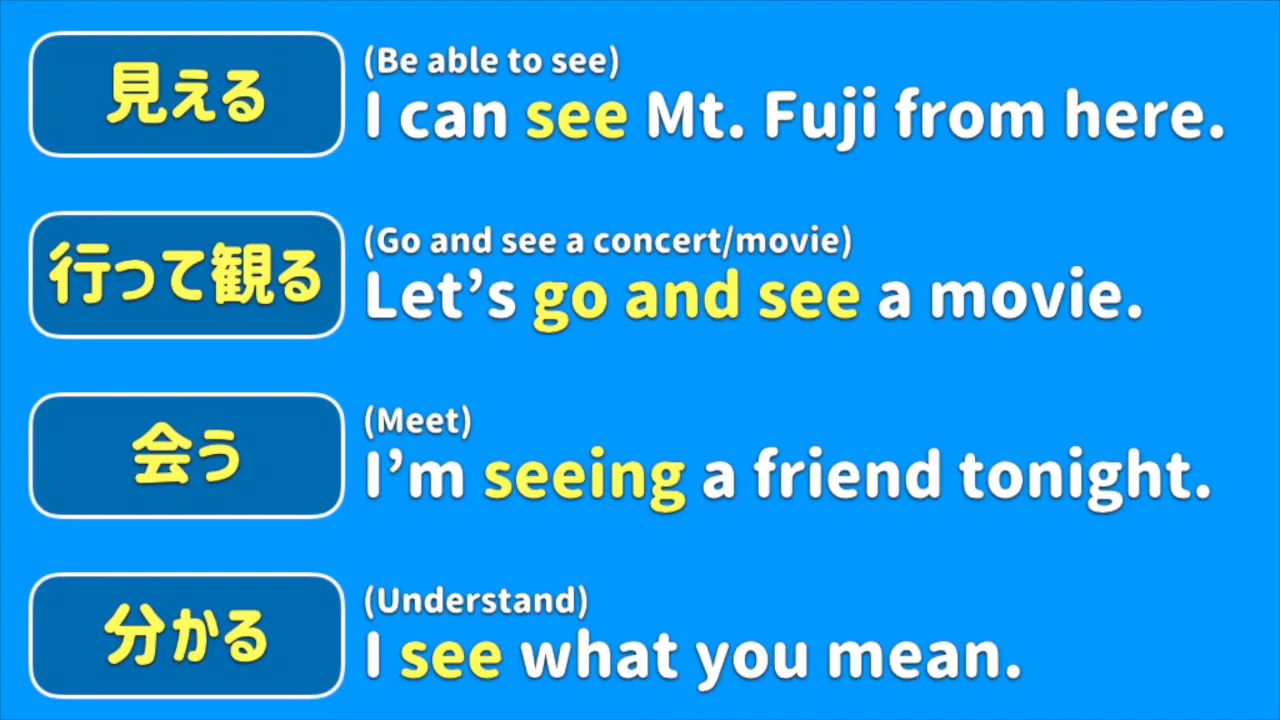 見える
(Be able to see)
I can see Mt. Fuji from here.
行って観る
(Go and see a concert/movie)
Let’s go and see a movie.
会う
(Meet)
I’m seeing a friend tonight.
分かる
(Understand)
I see what you mean.